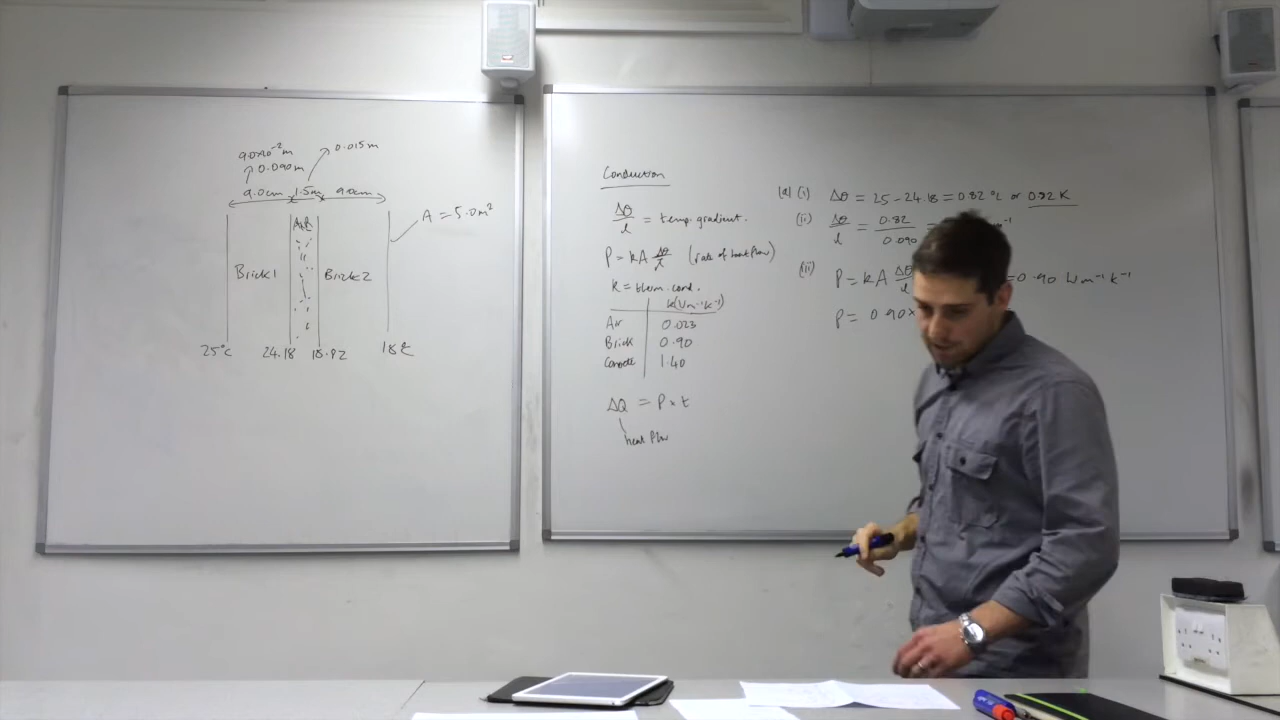 9.0×10⁻² m
0.090m
0.015m
9.0cm 1.5m 9.0cm
A = 5.0m²
Air
Brick1 Brick2
25°C 24.18 18.82 18°C
Conduction
Δθ/l = temp. gradient.
P = kA Δθ/l (rate of heat flow)
k = therm. cond.
k(Wm⁻¹K⁻¹)
Air 0.023
Brick 0.90
Concrete 1.40
ΔQ = P × t
heat flow
(a) (i) Δθ = 25 - 24.18 = 0.82 °C or 0.82 K
(ii) Δθ/l = 0.82/0.090 =
(iii) P = kA Δθ/l = 0.90 Wm⁻¹K⁻¹
P = 0.90×